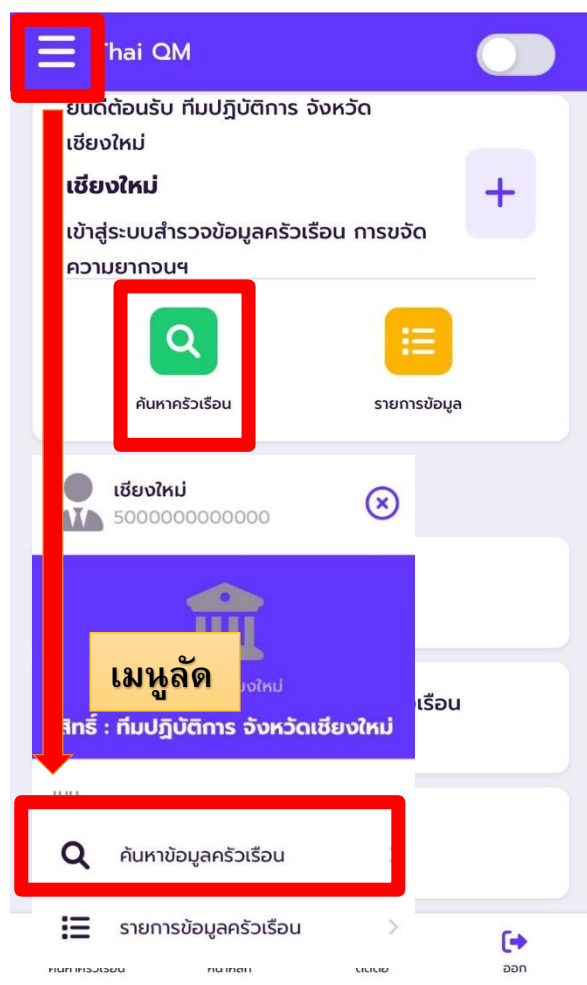 Thai QM
ยินดีต้อนรับ ทีมปฏิบัติการ จังหวัด
เชียงใหม่
เชียงใหม่
เข้าสู่ระบบสำรวจข้อมูลครัวเรือน การขจัด
ความยากจนฯ
ค้นหาครัวเรือน
รายการข้อมูล
เชียงใหม่
5000000000000
เมนูลัด
สิทธิ์ : ทีมปฏิบัติการ จังหวัดเชียงใหม่
ค้นหาข้อมูลครัวเรือน
รายการข้อมูลครัวเรือน
ออก